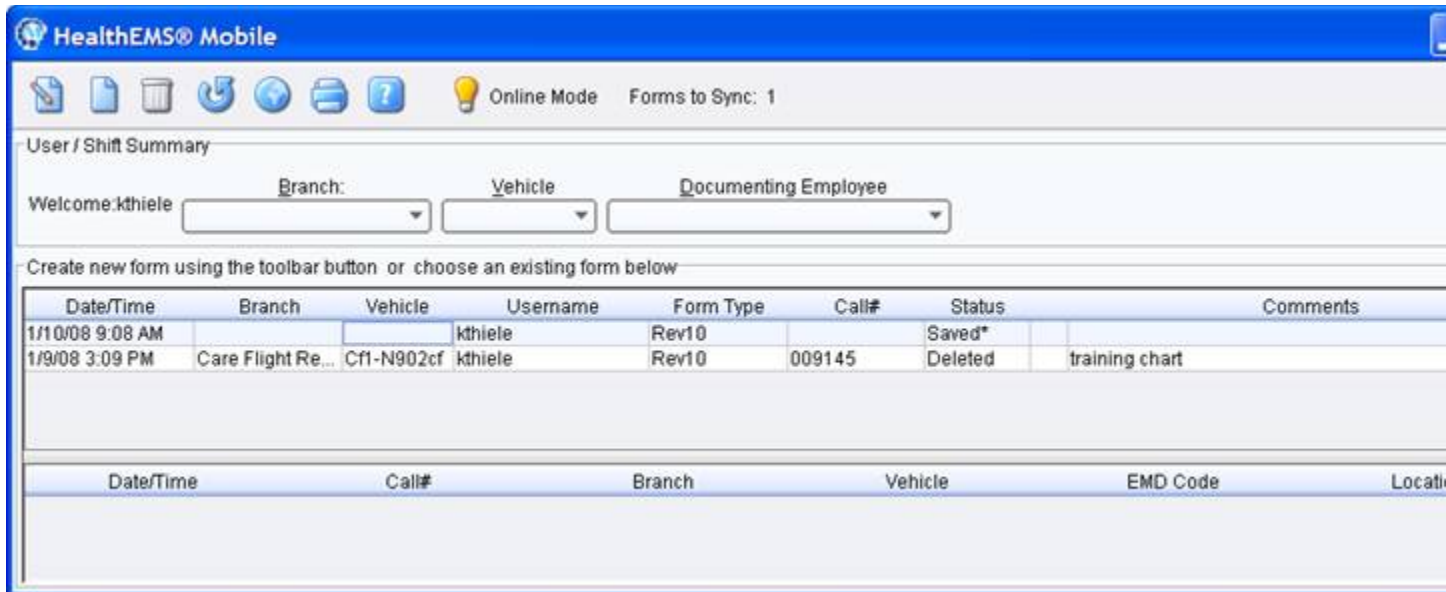 HealthEMS® Mobile
Online Mode Forms to Sync: 1
User / Shift Summary
Branch: Vehicle Documenting Employee
Welcome:kthiele
Create new form using the toolbar button or choose an existing form below
Date/Time Branch Vehicle Username Form Type Call# Status Comments
1/10/08 9:08 AM kthiele Rev10 Saved*
1/9/08 3:09 PM Care Flight Re... Cf1-N902cf kthiele Rev10 009145 Deleted training chart
Date/Time Call# Branch Vehicle EMD Code Locati